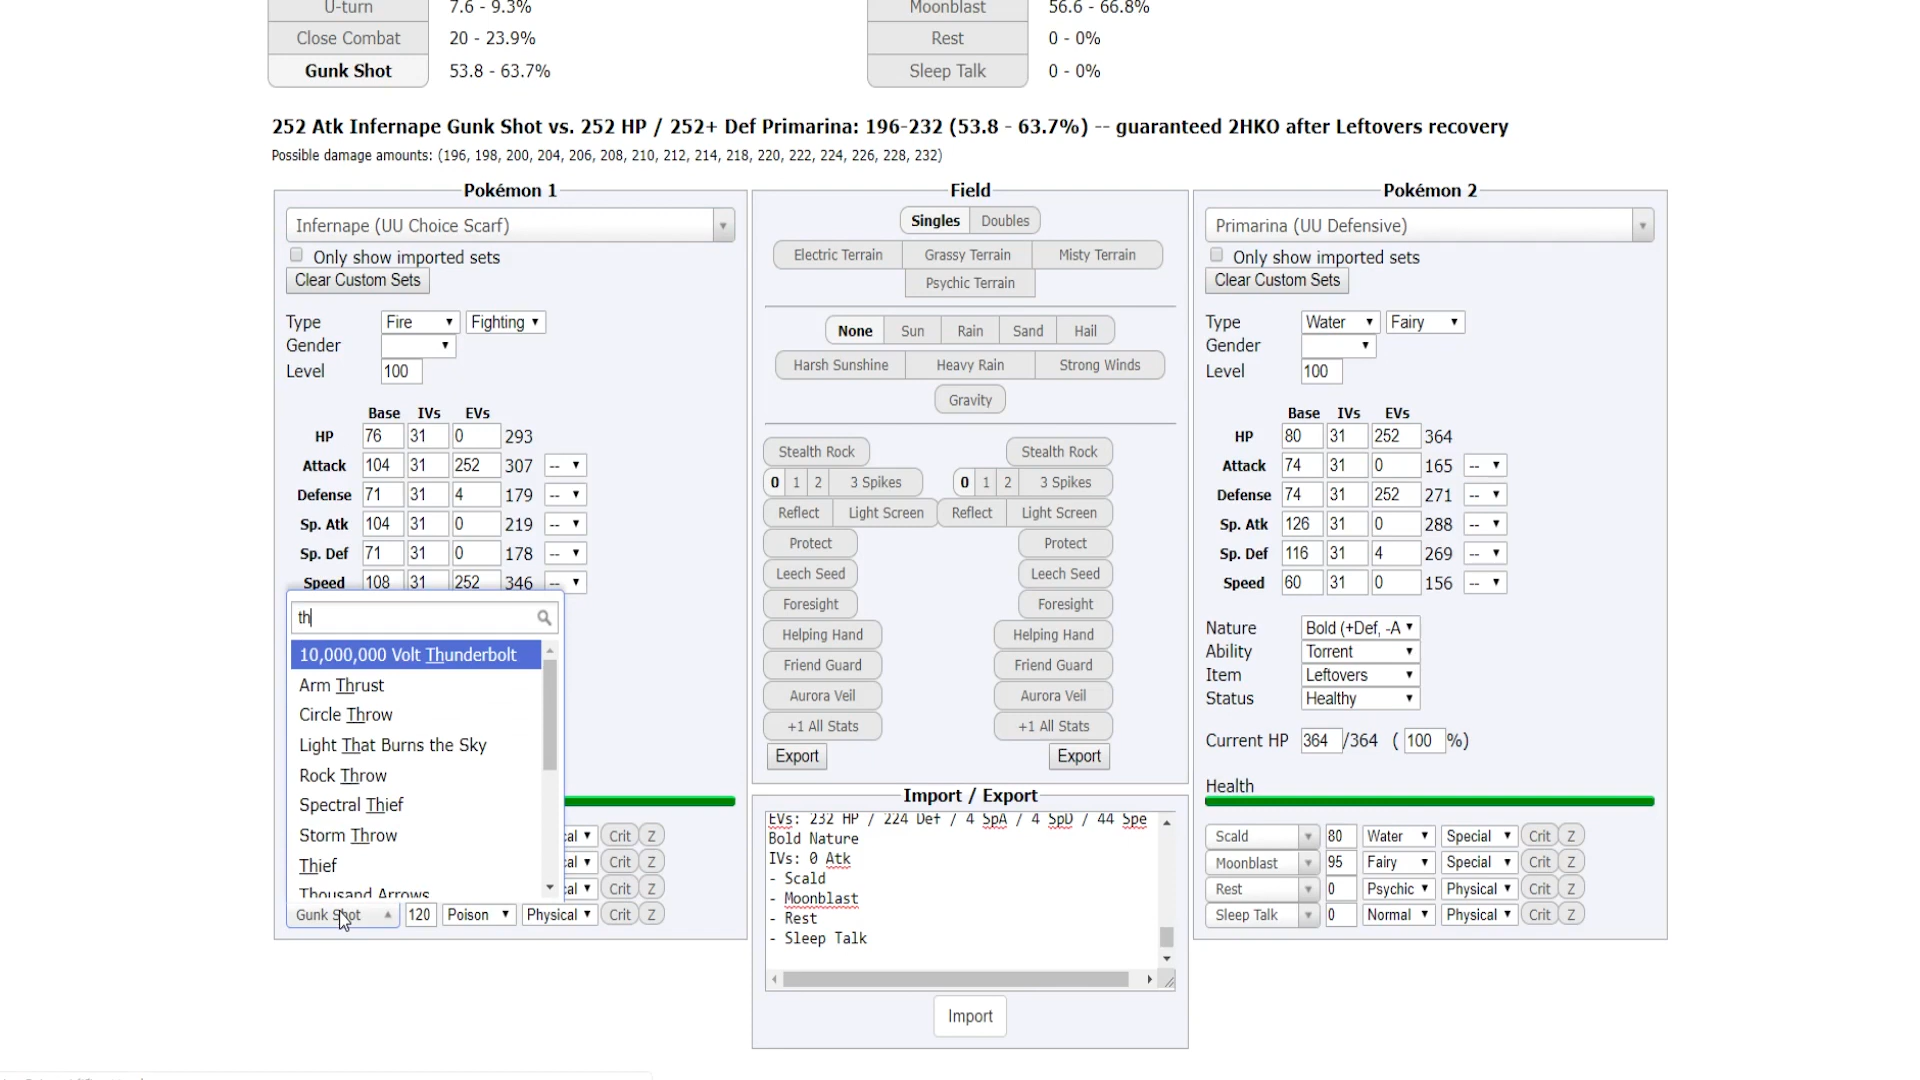 U-turn 7.6 - 9.3% Moonblast 56.6 - 66.8%
Close Combat 20 - 23.9% Rest 0 - 0%
Gunk Shot 53.8 - 63.7% Sleep Talk 0 - 0%
252 Atk Infernape Gunk Shot vs. 252 HP / 252+ Def Primarina: 196-232 (53.8 - 63.7%) -- guaranteed 2HKO after Leftovers recovery
Possible damage amounts: (196, 198, 200, 204, 206, 208, 210, 212, 214, 218, 220, 222, 224, 226, 228, 232)
Pokémon 1
Infernape (UU Choice Scarf)
Only show imported sets
Clear Custom Sets
Type Fire Fighting
Gender
Level 100
Base IVs EVs
HP 76 31 0 293
Attack 104 31 252 307 --
Defense 71 31 4 179 --
Sp. Atk 104 31 0 219 --
Sp. Def 71 31 0 178 --
Speed 108 31 252 346 --
th
10,000,000 Volt Thunderbolt
Arm Thrust
Circle Throw
Light That Burns the Sky
Rock Throw
Spectral Thief
Storm Throw
Thief
Thousand Arrows
cal Crit Z
cal Crit Z
cal Crit Z
Gunk Shot 120 Poison Physical Crit Z
Field
Singles Doubles
Electric Terrain Grassy Terrain Misty Terrain
Psychic Terrain
None Sun Rain Sand Hail
Harsh Sunshine Heavy Rain Strong Winds
Gravity
Stealth Rock Stealth Rock
0 1 2 3 Spikes 0 1 2 3 Spikes
Reflect Light Screen Reflect Light Screen
Protect Protect
Leech Seed Leech Seed
Foresight Foresight
Helping Hand Helping Hand
Friend Guard Friend Guard
Aurora Veil Aurora Veil
+1 All Stats +1 All Stats
Export Export
Import / Export
EVs: 232 HP / 224 Def / 4 SpA / 4 SpD / 44 Spe
Bold Nature
IVs: 0 Atk
- Scald
- Moonblast
- Rest
- Sleep Talk
Import
Pokémon 2
Primarina (UU Defensive)
Only show imported sets
Clear Custom Sets
Type Water Fairy
Gender
Level 100
Base IVs EVs
HP 80 31 252 364
Attack 74 31 0 165 --
Defense 74 31 252 271 --
Sp. Atk 126 31 0 288 --
Sp. Def 116 31 4 269 --
Speed 60 31 0 156 --
Nature Bold (+Def, -A
Ability Torrent
Item Leftovers
Status Healthy
Current HP 364 /364 ( 100 %)
Health
Scald 80 Water Special Crit Z
Moonblast 95 Fairy Special Crit Z
Rest 0 Psychic Physical Crit Z
Sleep Talk 0 Normal Physical Crit Z